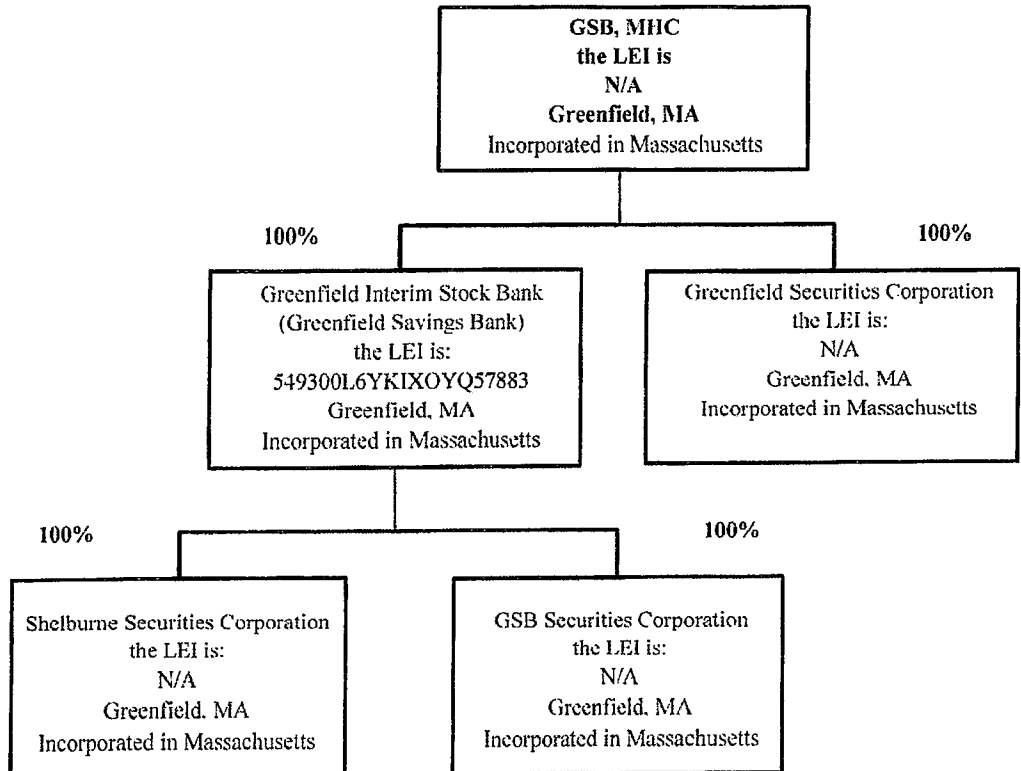 GSB, MHC
the LEI is
N/A
Greenfield, MA
Incorporated in Massachusetts
100%
100%
Greenfield Interim Stock Bank
(Greenfield Savings Bank)
the LEI is:
549300L6YKIXOYQ57883
Greenfield, MA
Incorporated in Massachusetts
Greenfield Securities Corporation
the LEI is:
N/A
Greenfield, MA
Incorporated in Massachusetts
100%
100%
Shelburne Securities Corporation
the LEI is:
N/A
Greenfield, MA
Incorporated in Massachusetts
GSB Securities Corporation
the LEI is:
N/A
Greenfield, MA
Incorporated in Massachusetts